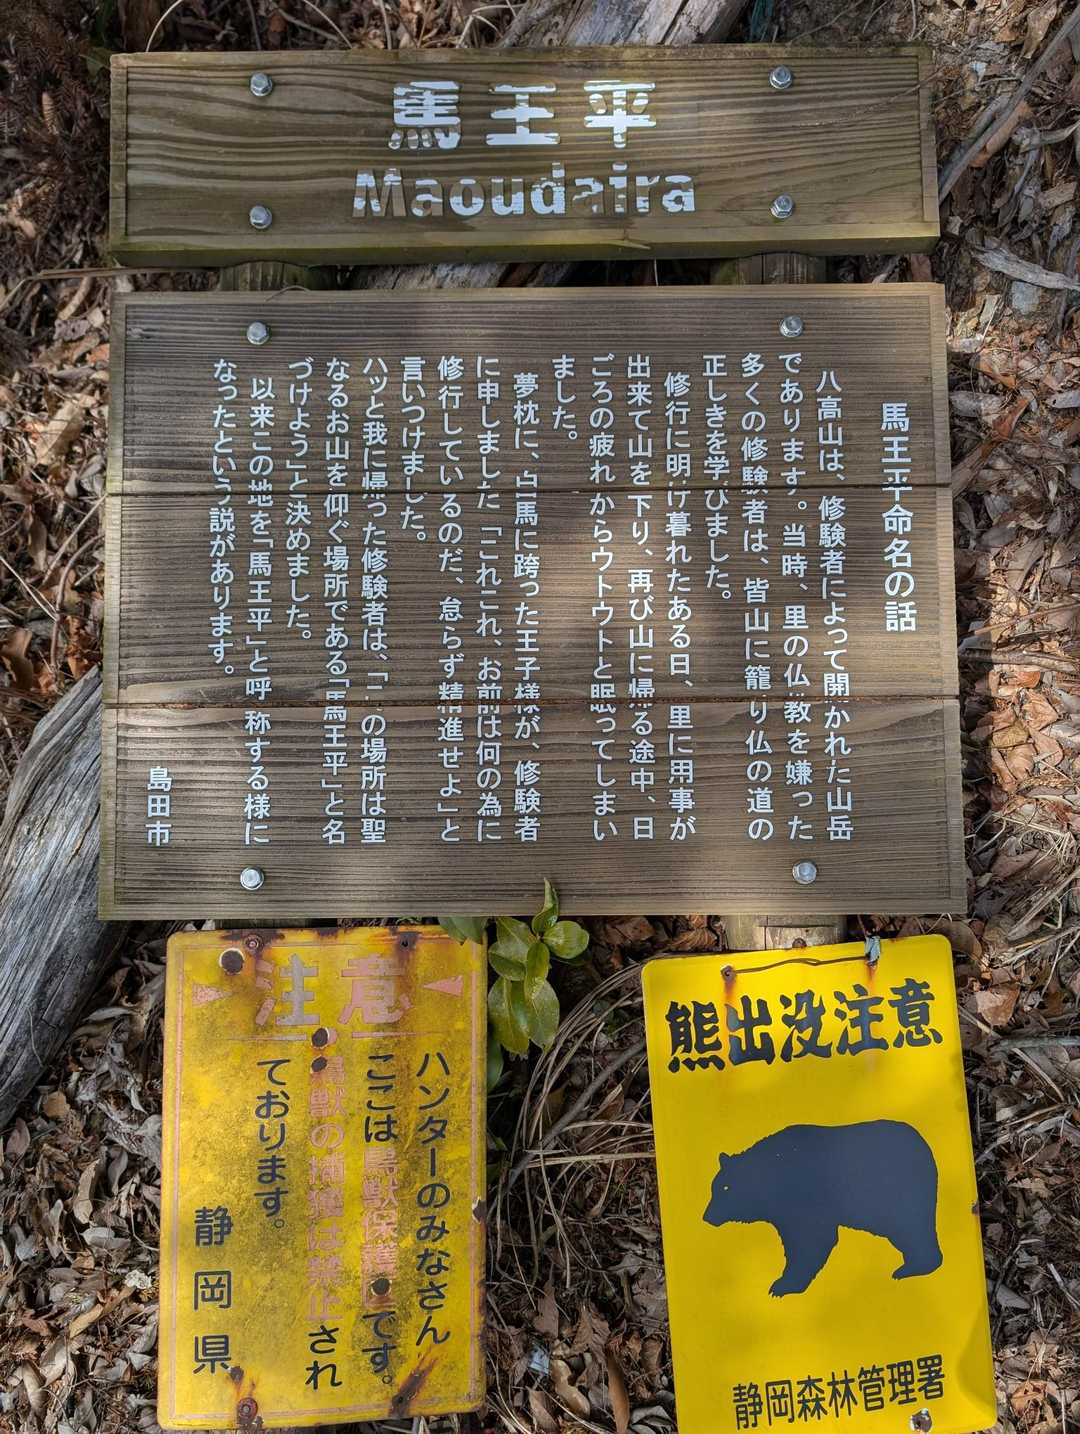 馬王平
Maoudaira
馬王平命名の話
八高山は、修験者によって開かれた山岳
であります。当時、里の仏教を嫌った
多くの修験者は、皆山に籠り仏の道の
正しきを学びました。
修行に明け暮れたある日、里に用事が
出来て山を下り、再び山に帰る途中、日
ごろの疲れからウトウトと眠ってしまい
ました。
夢枕に、白馬に跨った王子様が、修験者
に申しました「これこれ、お前は何の為に
修行しているのだ、怠らず精進せよ」と
言いつけました。
ハッと我に帰った修験者は、「この場所は聖
なるお山を仰ぐ場所である「馬王平」と名
づけよう」と決めました。
以来この地を「馬王平」と呼称する様に
なったという説があります。
島田市
注意
ハンターのみなさん
ここは鳥獣保護区です。
鳥獣の捕獲は禁止され
ております。
静岡県
熊出没注意
静岡森林管理署